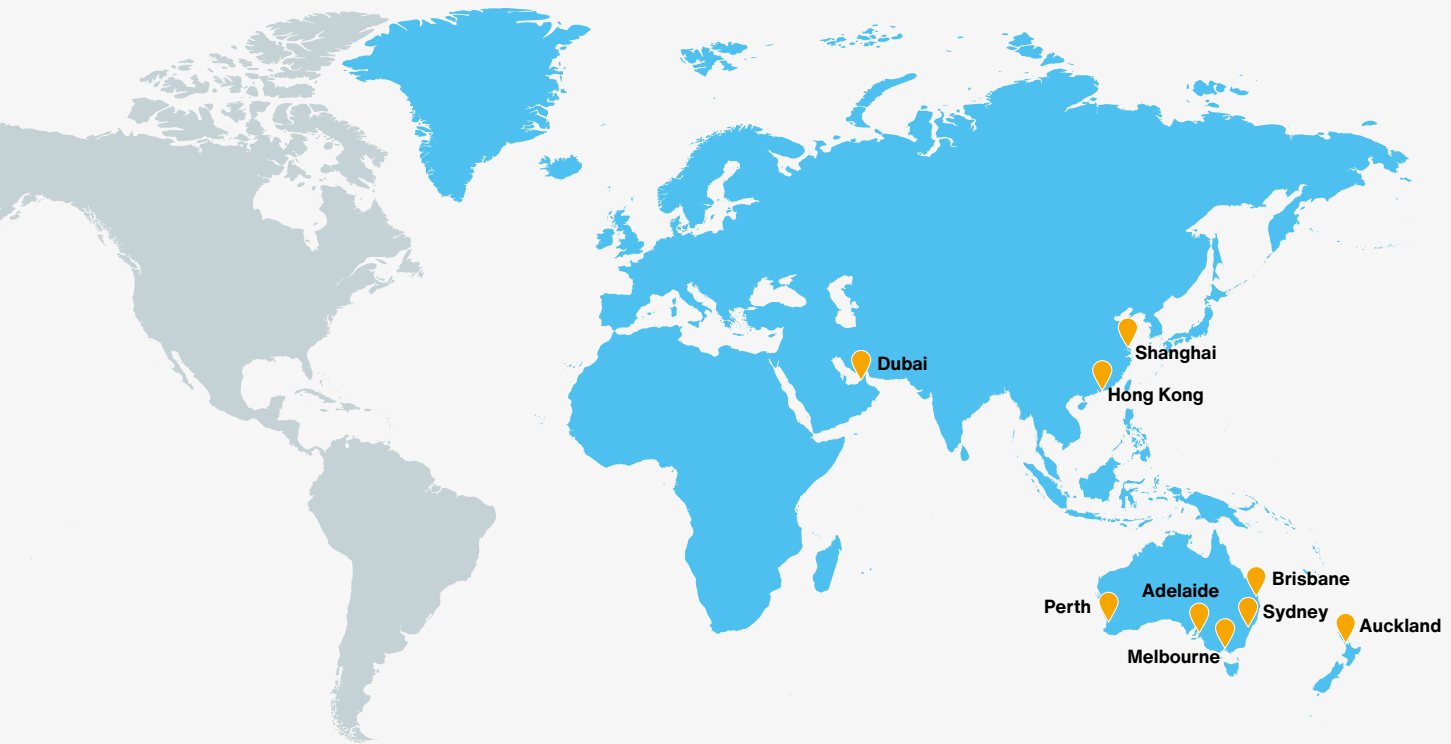 Dubai
Shanghai
Hong Kong
Brisbane
Adelaide
Perth
Sydney
Auckland
Melbourne